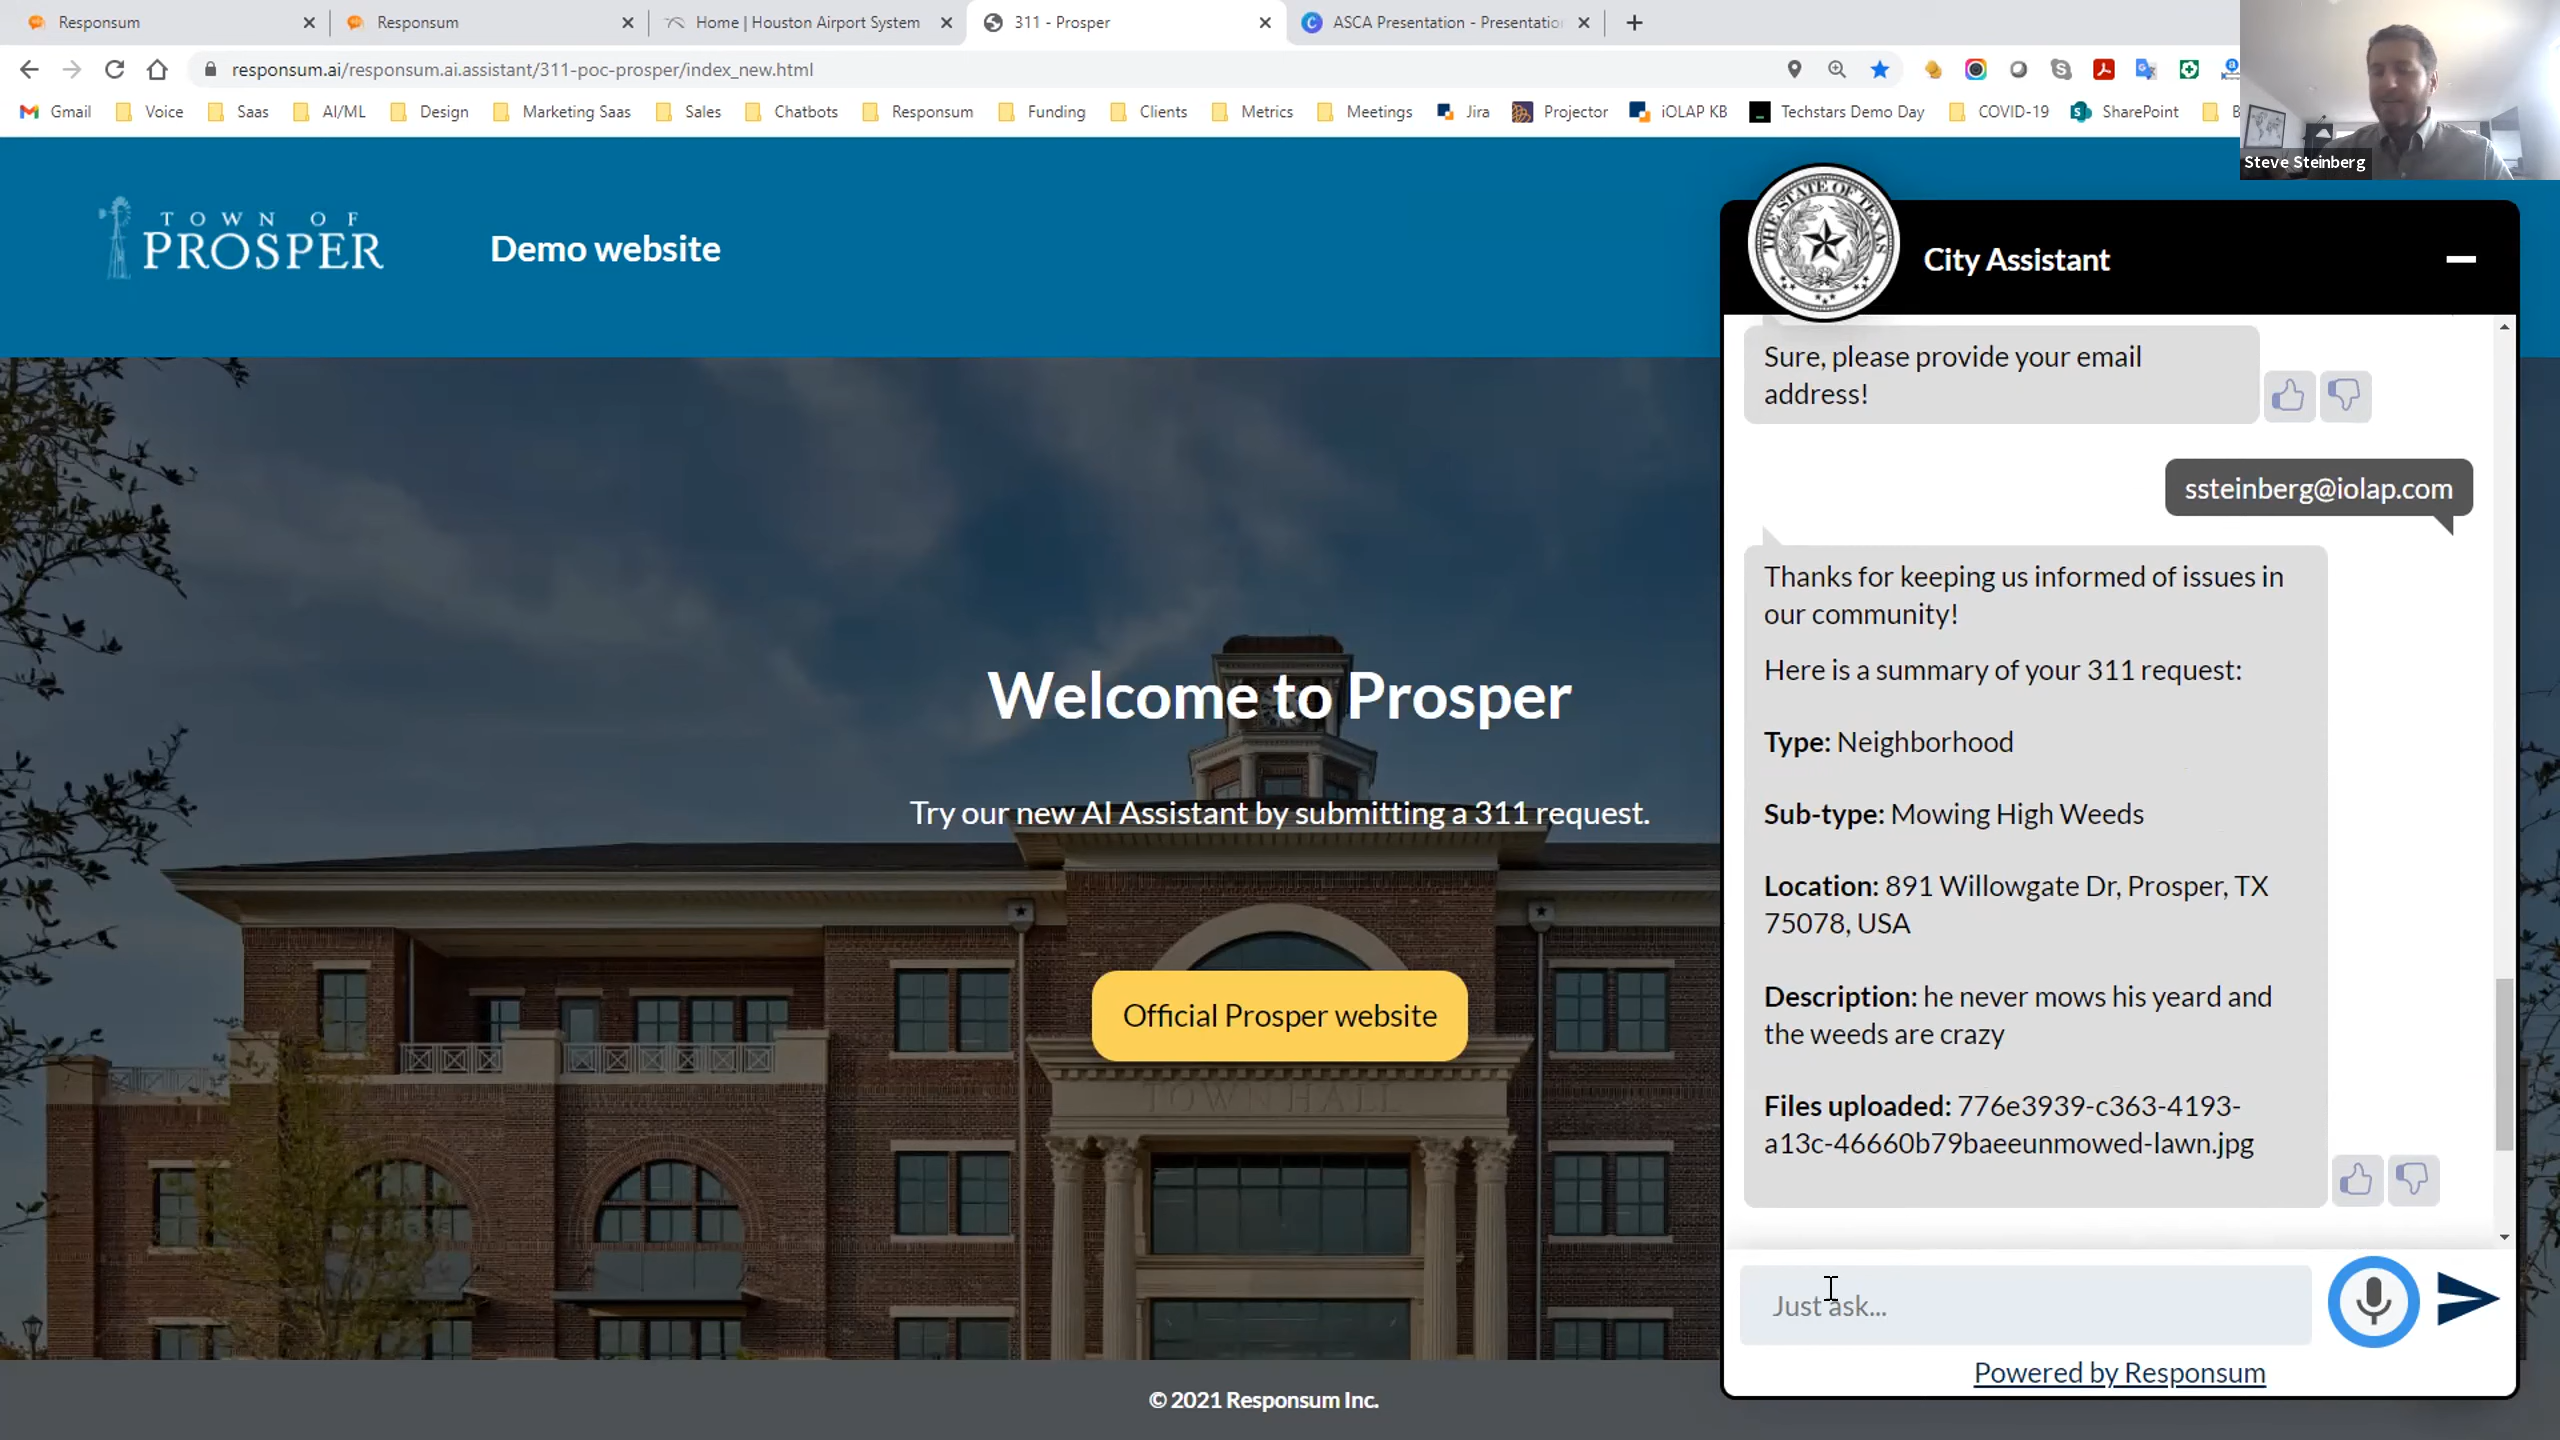 Responsum
Responsum
Home | Houston Airport System
311 - Prosper
ASCA Presentation - Presentatio
responsum.ai/responsum.ai.assistant/311-poc-prosper/index_new.html
Gmail
Voice
Saas
AI/ML
Design
Marketing Saas
Sales
Chatbots
Responsum
Funding
Clients
Metrics
Meetings
Jira
Projector
iOLAP KB
Techstars Demo Day
COVID-19
SharePoint
B
Steve Steinberg
TOWN OF
PROSPER
Demo website
THE STATE OF TEXAS
City Assistant
Sure, please provide your email
address!
ssteinberg@iolap.com
Thanks for keeping us informed of issues in
our community!
Here is a summary of your 311 request:
Type: Neighborhood
Sub-type: Mowing High Weeds
Location: 891 Willowgate Dr, Prosper, TX
75078, USA
Description: he never mows his yeard and
the weeds are crazy
Files uploaded: 776e3939-c363-4193-
a13c-46660b79baeeunmowed-lawn.jpg
Welcome to Prosper
Try our new AI Assistant by submitting a 311 request.
Official Prosper website
TOWN HALL
Just ask...
Powered by Responsum
© 2021 Responsum Inc.